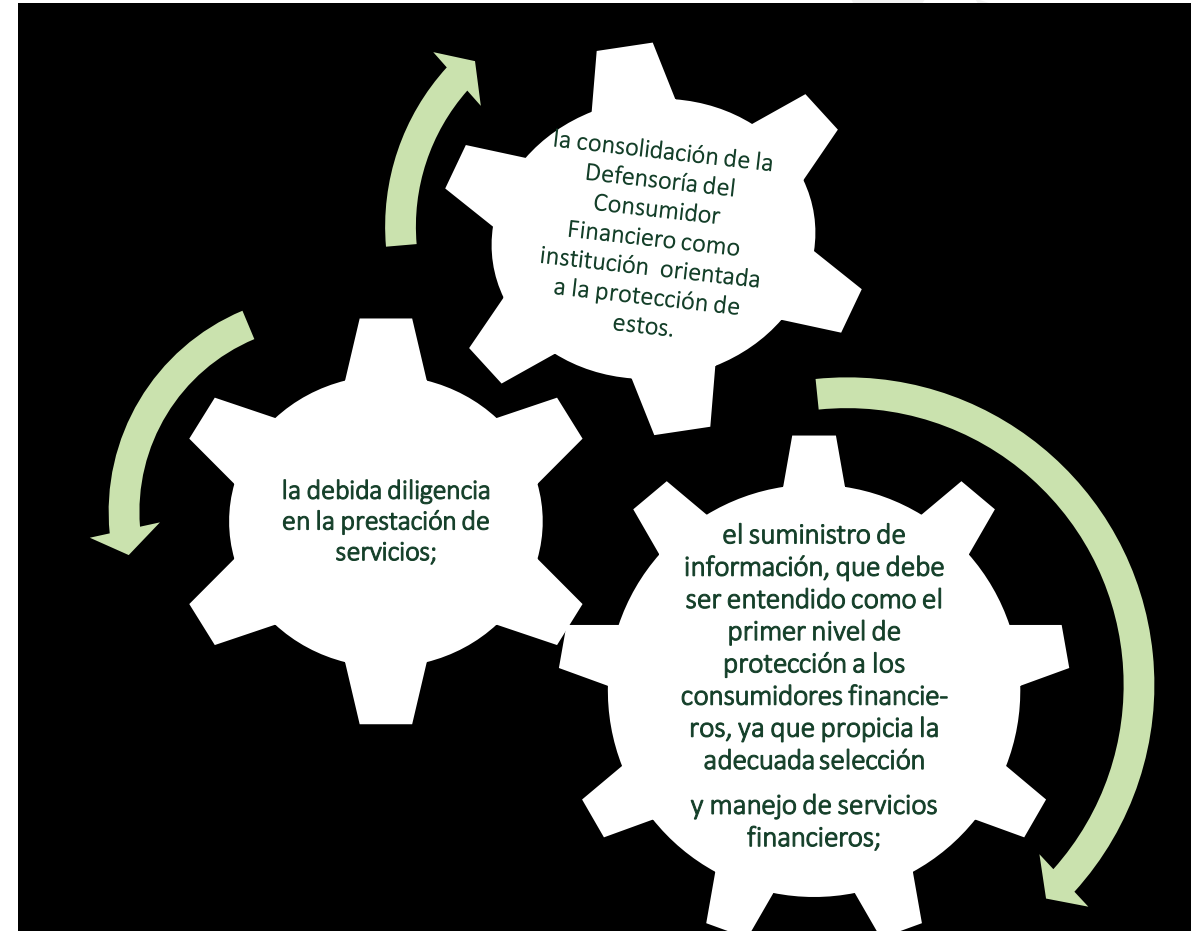 la consolidación de la
Defensoría del
Consumidor
Financiero como
institución orientada
a la protección de
estos.
la debida diligencia
en la prestación de
servicios;
el suministro de
información, que debe
ser entendido como el
primer nivel de
protección a los
consumidores financie-
ros, ya que propicia la
adecuada selección
y manejo de servicios
financieros;